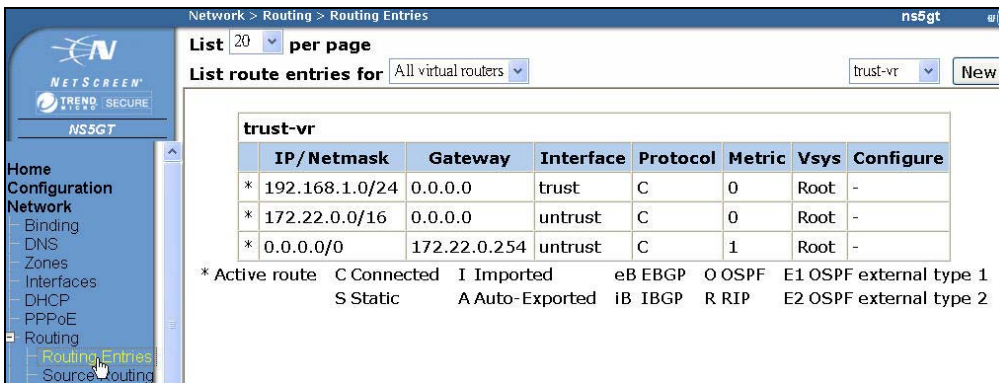 Network > Routing > Routing Entries
ns5gt
List 20 per page
List route entries for All virtual routers
trust-vr
New
N
NETSCREEN
TREND MICRO SECURE
NS5GT
Home
Configuration
Network
Binding
DNS
Zones
Interfaces
DHCP
PPPoE
Routing
Routing Entries
Source Routing
trust-vr
IP/Netmask Gateway Interface Protocol Metric Vsys Configure
* 192.168.1.0/24 0.0.0.0 trust C 0 Root -
* 172.22.0.0/16 0.0.0.0 untrust C 0 Root -
* 0.0.0.0/0 172.22.0.254 untrust C 1 Root -
* Active route C Connected I Imported eB EBGP O OSPF E1 OSPF external type 1
S Static A Auto-Exported iB IBGP R RIP E2 OSPF external type 2